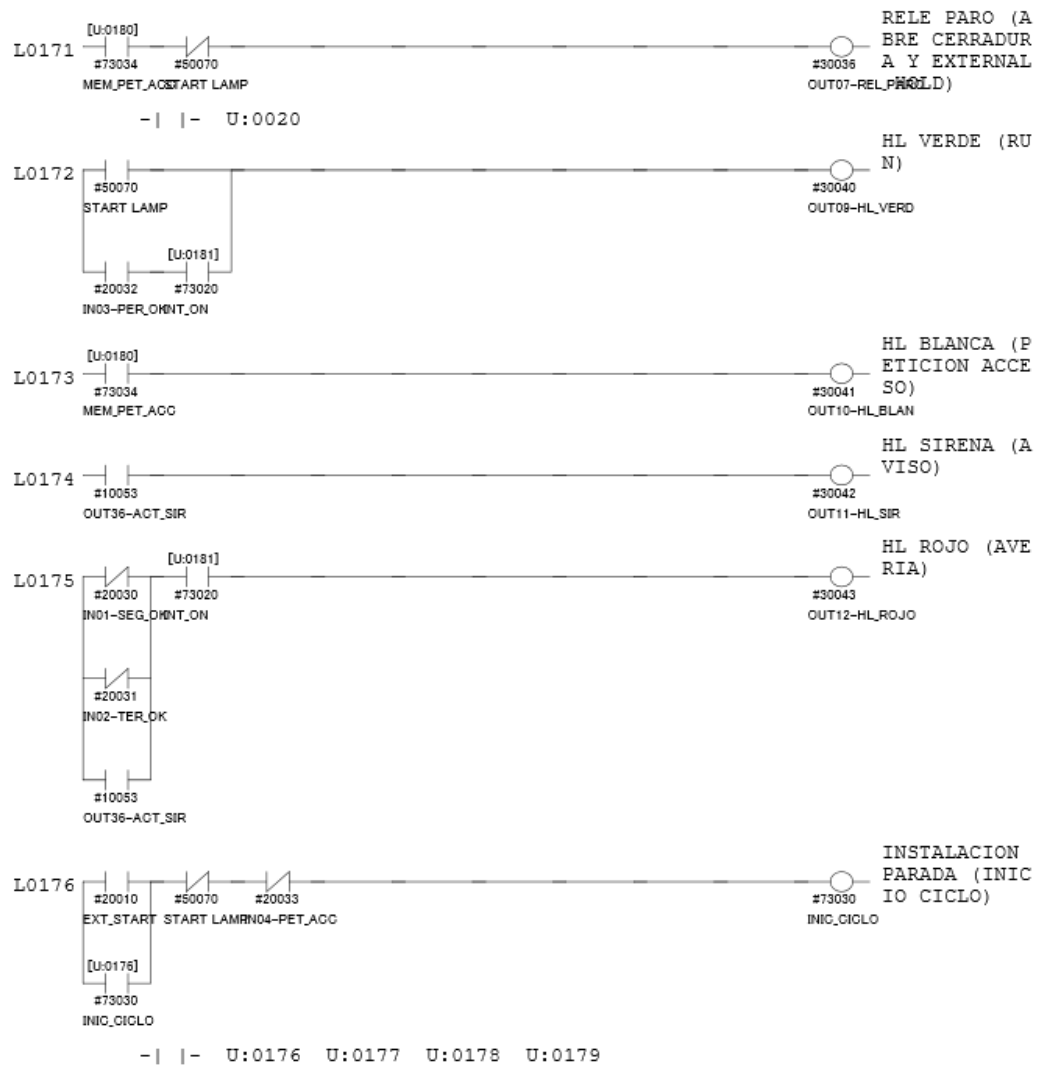 RELE PARO (A
BRE CERRADUR
A Y EXTERNAL
HOLD)
[U:0180]
L0171
#73034
#50070
#30036
MEM_PET_ACC
START LAMP
OUT07-REL_PARO
-| |- U:0020
HL VERDE (RU
N)
L0172
#50070
#30040
START LAMP
OUT09-HL_VERD
[U:0181]
#20032
#73020
IN03-PER_OK
INT_ON
HL BLANCA (P
ETICION ACCE
SO)
[U:0180]
L0173
#73034
#30041
MEM_PET_ACC
OUT10-HL_BLAN
HL SIRENA (A
VISO)
L0174
#10053
#30042
OUT36-ACT_SIR
OUT11-HL_SIR
HL ROJO (AVE
RIA)
[U:0181]
L0175
#20030
#73020
#30043
IN01-SEG_OK
INT_ON
OUT12-HL_ROJO
#20031
IN02-TER_OK
#10053
OUT36-ACT_SIR
INSTALACION
PARADA (INIC
IO CICLO)
L0176
#20010
#50070
#20033
#73030
EXT_START
START LAMP
IN04-PET_ACC
INIC_CICLO
[U:0176]
#73030
INIC_CICLO
-| |- U:0176 U:0177 U:0178 U:0179